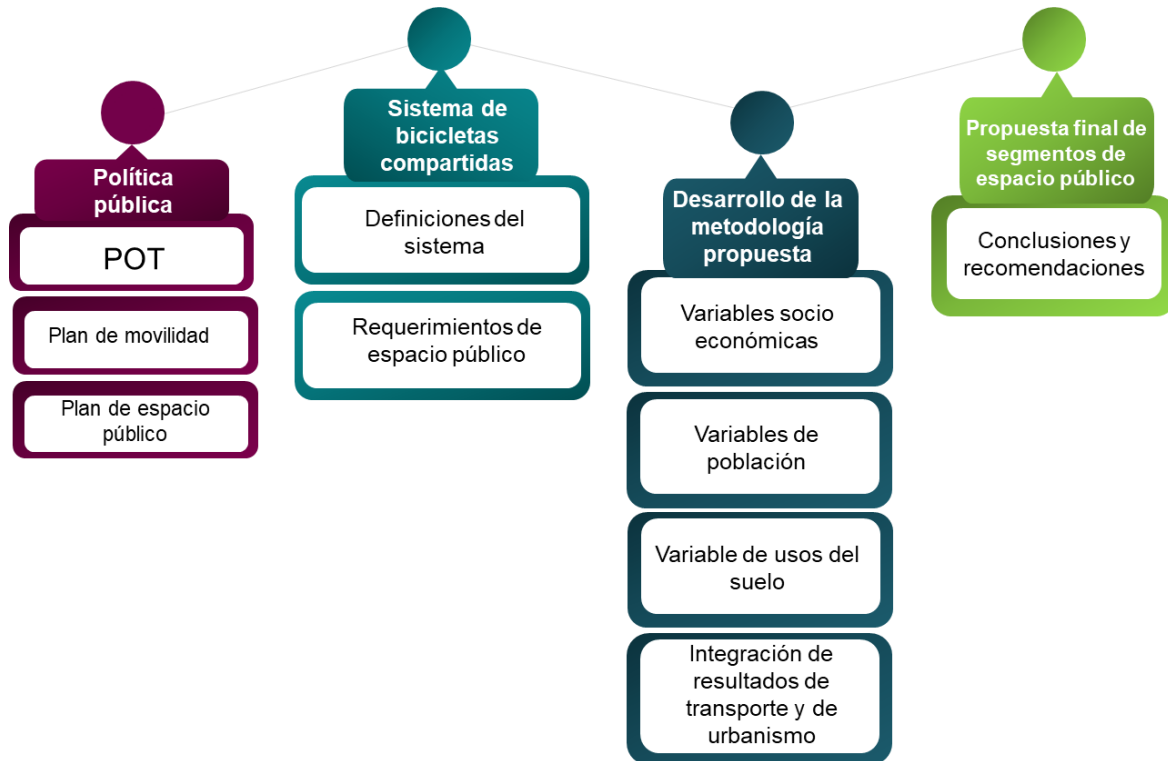 Política
pública
POT
Plan de movilidad
Plan de espacio
público
Sistema de
bicicletas
compartidas
Definiciones del
sistema
Requerimientos de
espacio público
Desarrollo de la
metodología
propuesta
Variables socio
económicas
Variables de
población
Variable de usos del
suelo
Integración de
resultados de
transporte y de
urbanismo
Propuesta final de
segmentos de
espacio público
Conclusiones y
recomendaciones